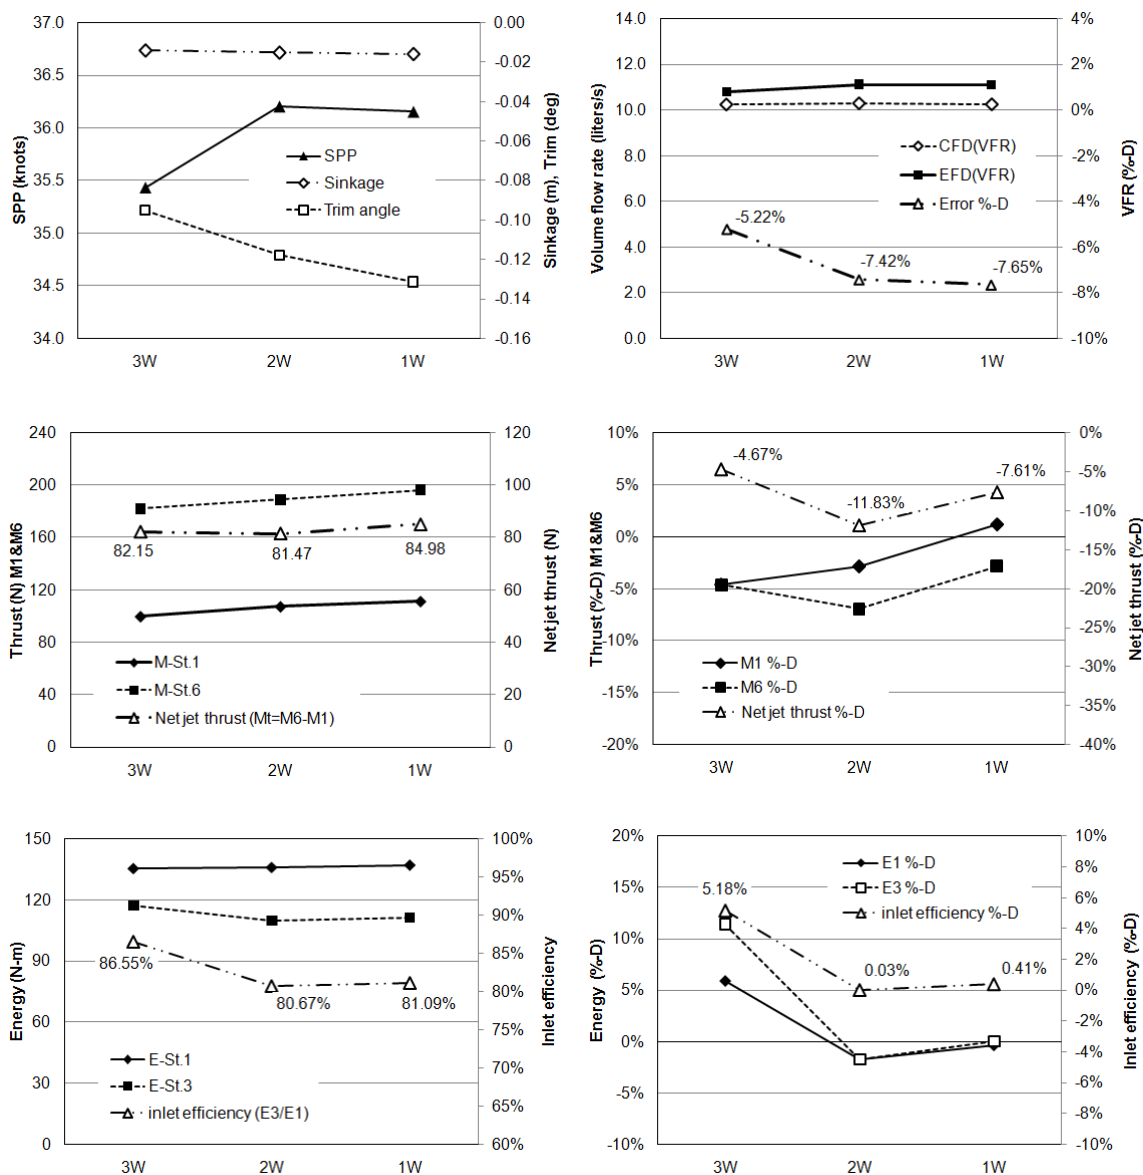 37.0
36.5
36.0
35.5
35.0
34.5
34.0
SPP (knots)
0.00
-0.02
-0.04
-0.06
-0.08
-0.10
-0.12
-0.14
-0.16
Sinkage (m), Trim (deg)
SPP
Sinkage
Trim angle
3W
2W
1W
14.0
12.0
10.0
8.0
6.0
4.0
2.0
0.0
Volume flow rate (liters/s)
4%
2%
0%
-2%
-4%
-6%
-8%
-10%
VFR (%-D)
CFD(VFR)
EFD(VFR)
Error %-D
-5.22%
-7.42%
-7.65%
3W
2W
1W
240
200
160
120
80
40
0
Thrust (N) M1&M6
120
100
80
60
40
20
0
Net jet thrust (N)
82.15
81.47
84.98
M-St.1
M-St.6
Net jet thrust (Mt=M6-M1)
3W
2W
1W
10%
5%
0%
-5%
-10%
-15%
-20%
Thrust (%-D) M1&M6
0%
-5%
-10%
-15%
-20%
-25%
-30%
-35%
-40%
Net jet thrust (%-D)
-4.67%
-11.83%
-7.61%
M1 %-D
M6 %-D
Net jet thrust %-D
3W
2W
1W
150
120
90
60
30
0
Energy (N-m)
100%
95%
90%
85%
80%
75%
70%
65%
60%
Inlet efficiency
86.55%
80.67%
81.09%
E-St.1
E-St.3
inlet efficiency (E3/E1)
3W
2W
1W
20%
15%
10%
5%
0%
-5%
-10%
Energy (%-D)
10%
8%
6%
4%
2%
0%
-2%
-4%
-6%
-8%
-10%
Inlet efficiency (%-D)
E1 %-D
E3 %-D
inlet efficiency %-D
5.18%
0.03%
0.41%
3W
2W
1W